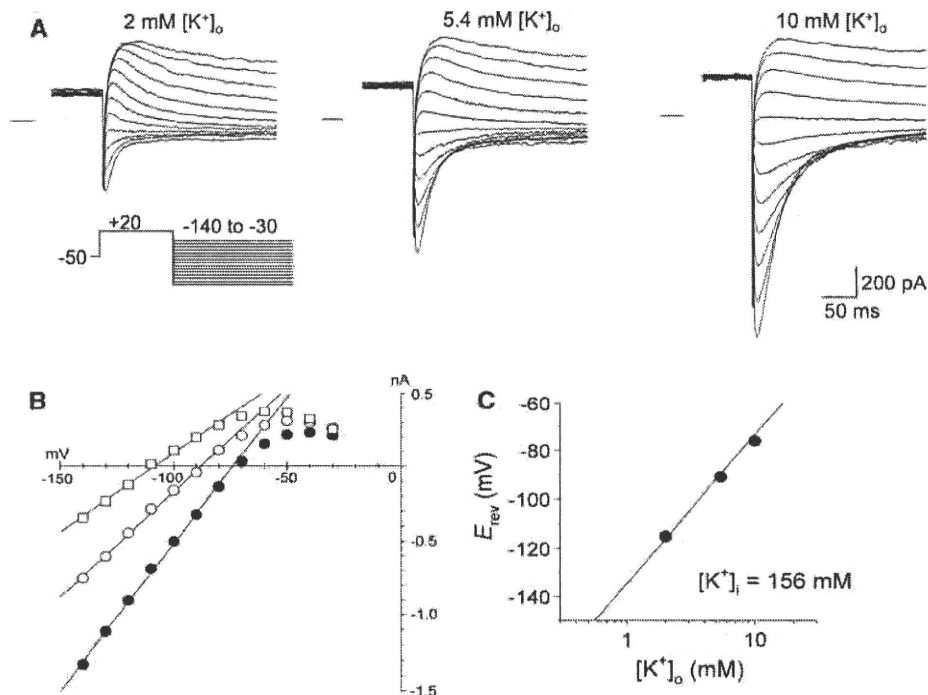 A
2 mM [K⁺]ₒ
5.4 mM [K⁺]ₒ
10 mM [K⁺]ₒ
+20
-140 to -30
-50
200 pA
50 ms
B
nA
0.5
mV
-150
-100
-50
0
0
-0.5
-1.0
-1.5
C
-60
-80
-100
-120
-140
E_rev (mV)
[K⁺]ᵢ = 156 mM
1
10
[K⁺]ₒ (mM)